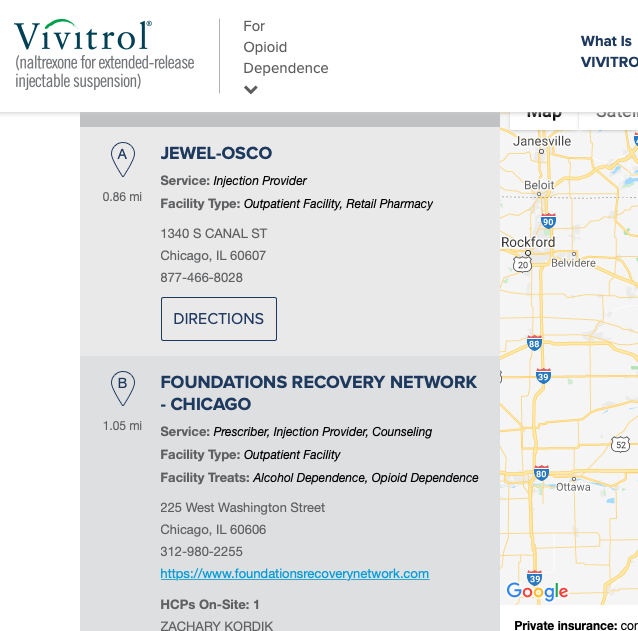 Vivitrol®
(naltrexone for extended-release
injectable suspension)
For
Opioid
Dependence
What Is
VIVITRO
Map
Satel
A
0.86 mi
JEWEL-OSCO
Service: Injection Provider
Facility Type: Outpatient Facility, Retail Pharmacy
1340 S CANAL ST
Chicago, IL 60607
877-466-8028
DIRECTIONS
B
1.05 mi
FOUNDATIONS RECOVERY NETWORK
- CHICAGO
Service: Prescriber, Injection Provider, Counseling
Facility Type: Outpatient Facility
Facility Treats: Alcohol Dependence, Opioid Dependence
225 West Washington Street
Chicago, IL 60606
312-980-2255
https://www.foundationsrecoverynetwork.com
HCPs On-Site: 1
ZACHARY KORDIK
Janesville
Beloit
90
Rockford
20
Belvidere
88
39
52
80
Ottawa
39
Google
Private insurance: cor